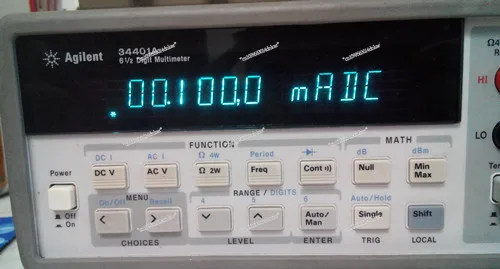 Agilent
34401A
6½ Digit Multimeter
00.100,0 mADC
Ω4
HI
LO
FUNCTION
MATH
DC I
AC I
Ω 4W
Period
dB
dBm
Power
DC V
AC V
Ω 2W
Freq
Cont
Null
Min
Max
MENU
RANGE / DIGITS
On/Off
Recall
4
5
6
Auto/Hold
Off
On
<
>
Auto/
Man
Single
Shift
CHOICES
LEVEL
ENTER
TRIG
LOCAL